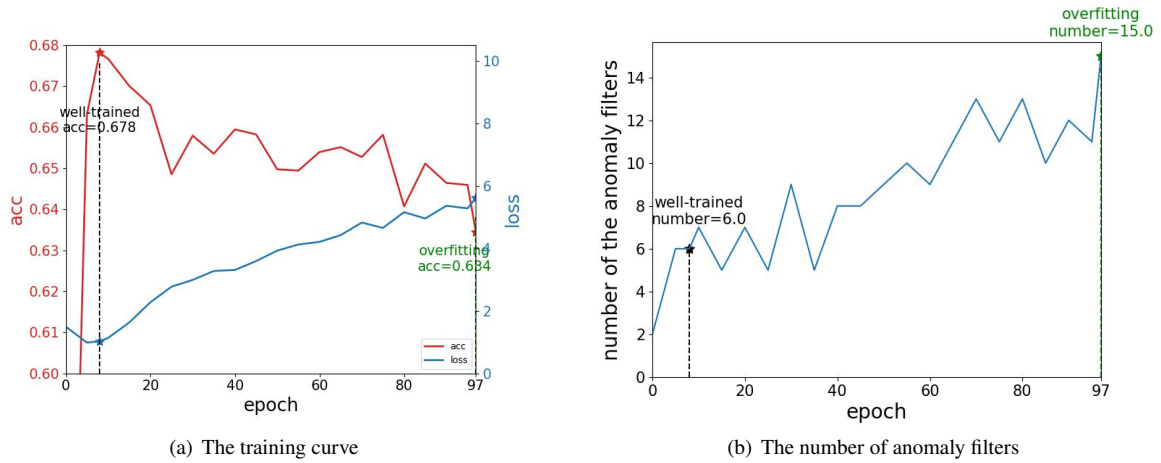 0.68
0.67
0.66
0.65
0.64
0.63
0.62
0.61
0.60
acc
well-trained
acc=0.678
overfitting
acc=0.634
acc
loss
10
8
6
4
2
0
loss
0
20
40
60
80
97
epoch
(a) The training curve
overfitting
number=15.0
14
12
10
8
6
4
2
0
number of the anomaly filters
well-trained
number=6.0
0
20
40
60
80
97
epoch
(b) The number of anomaly filters